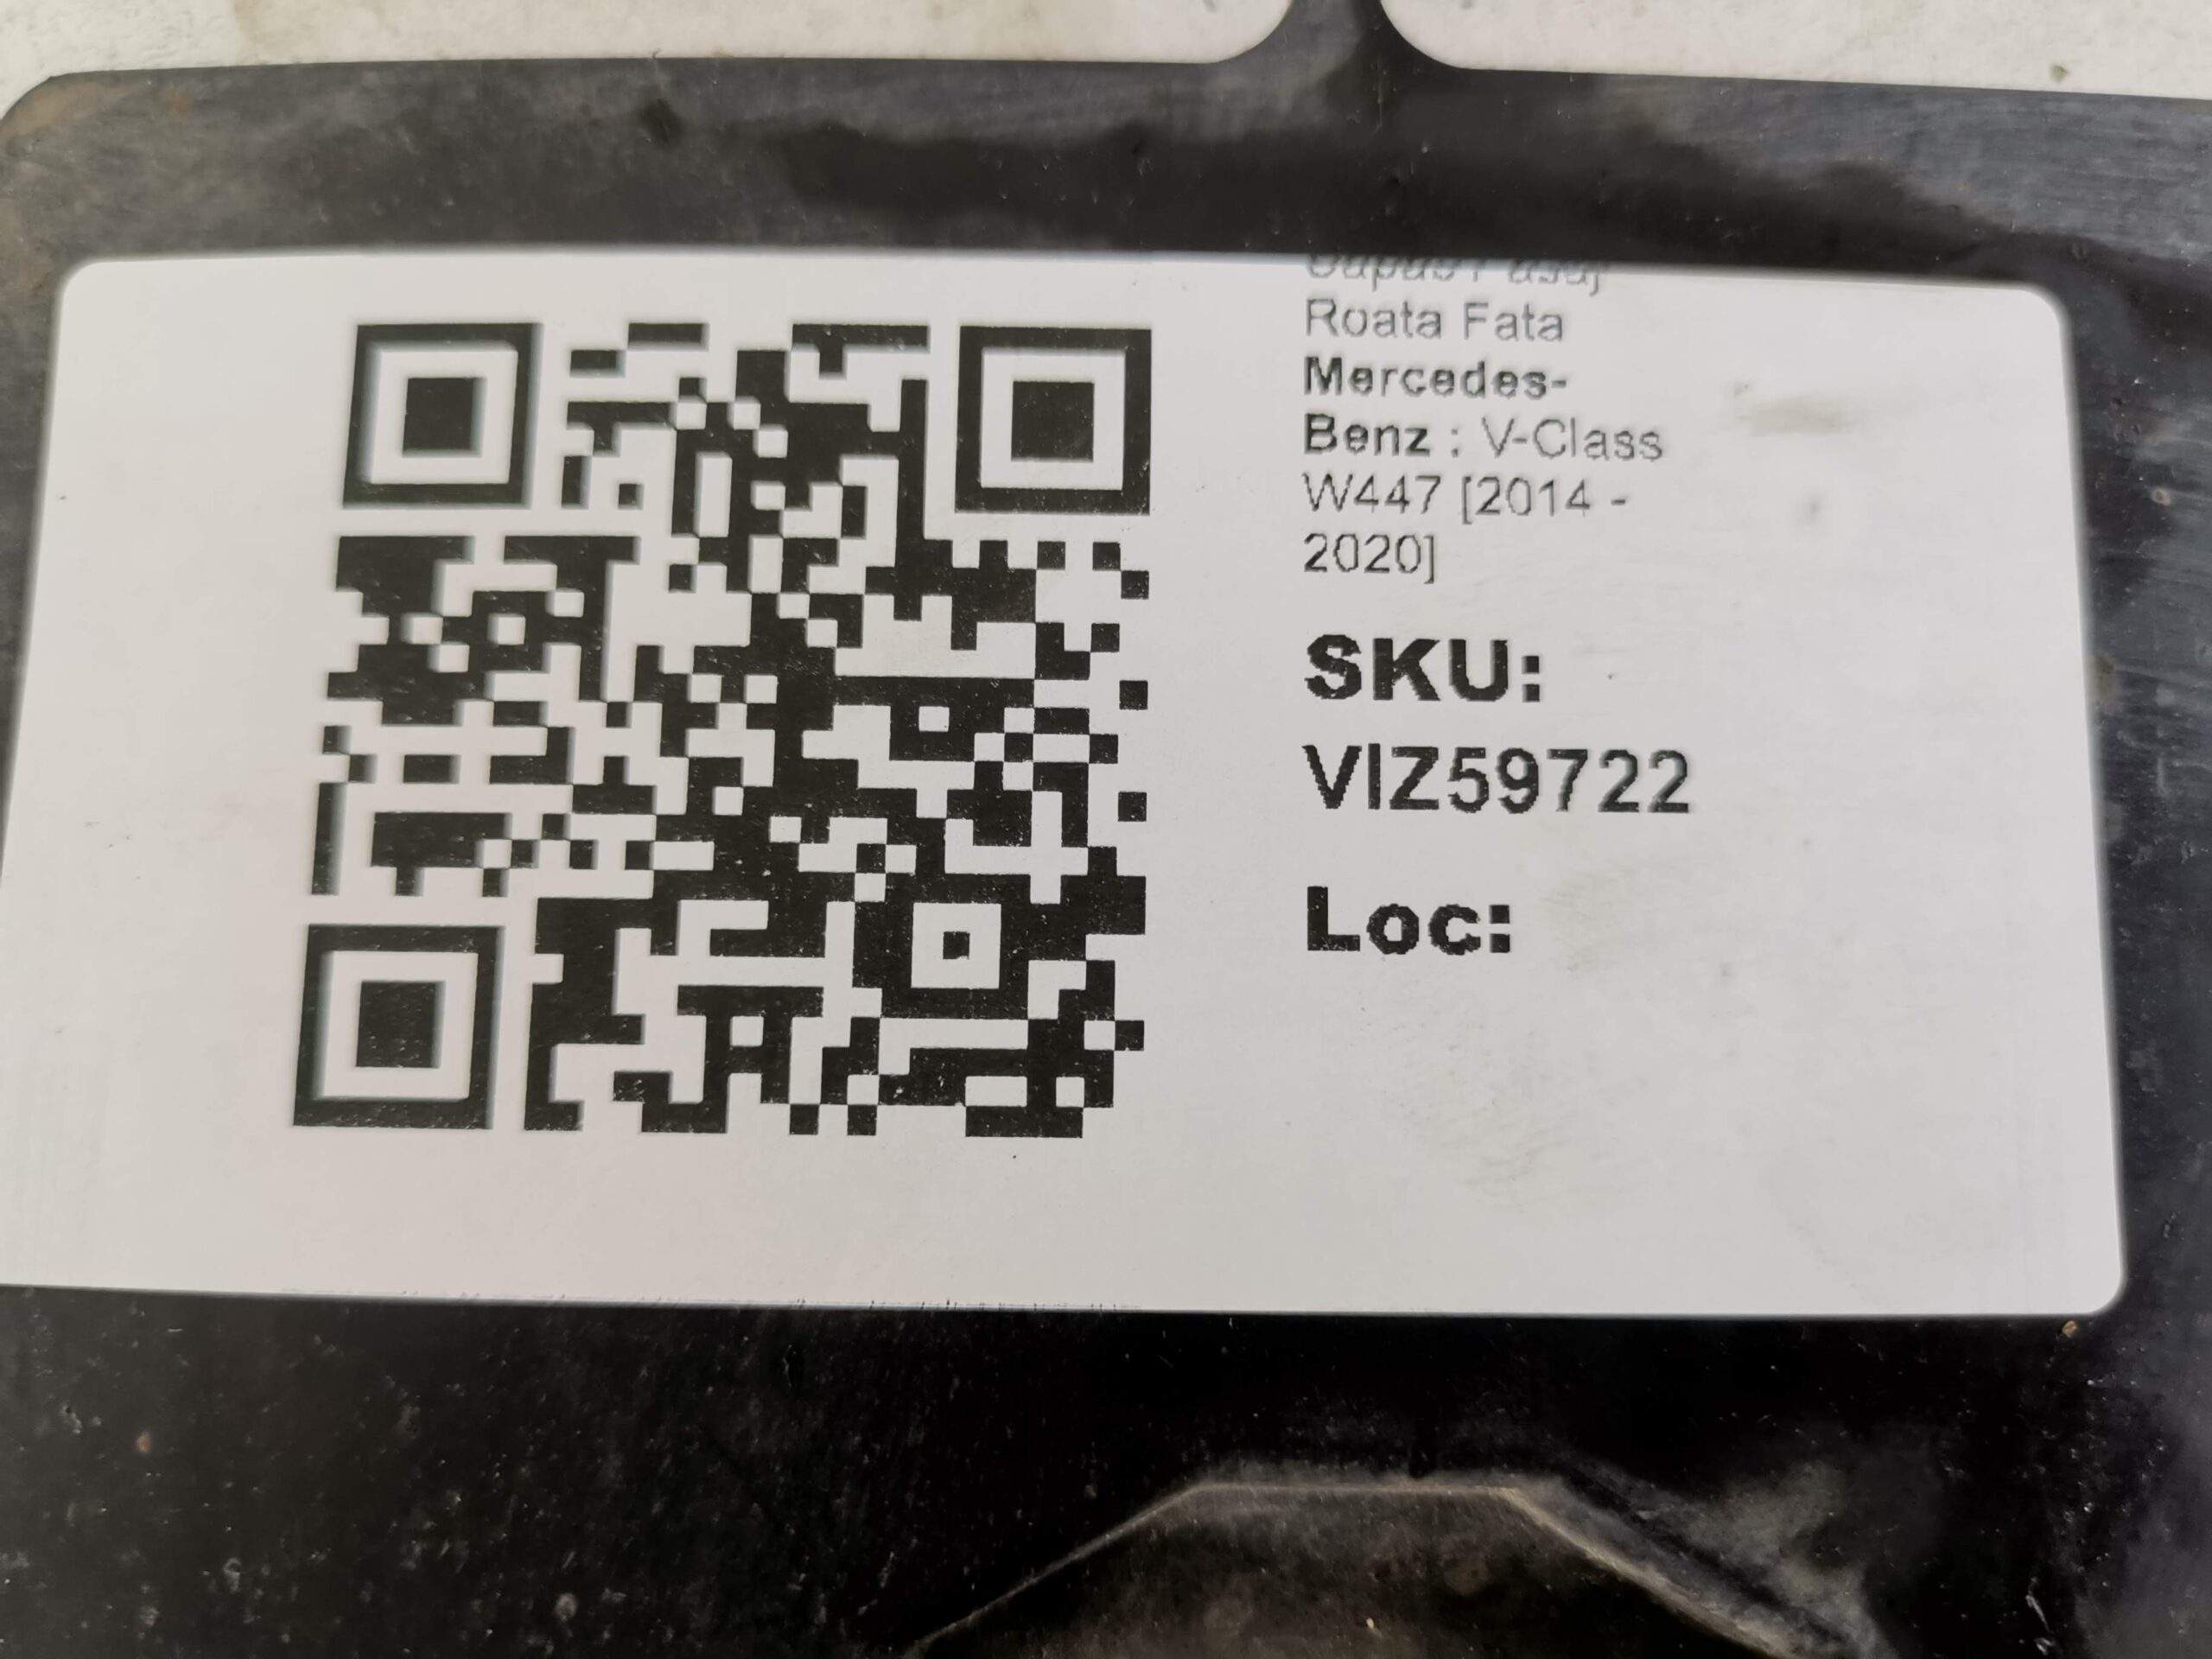 Roata Fata
Mercedes-
Benz : V-Class
W447 [2014 -
2020]
SKU:
VIZ59722
Loc: